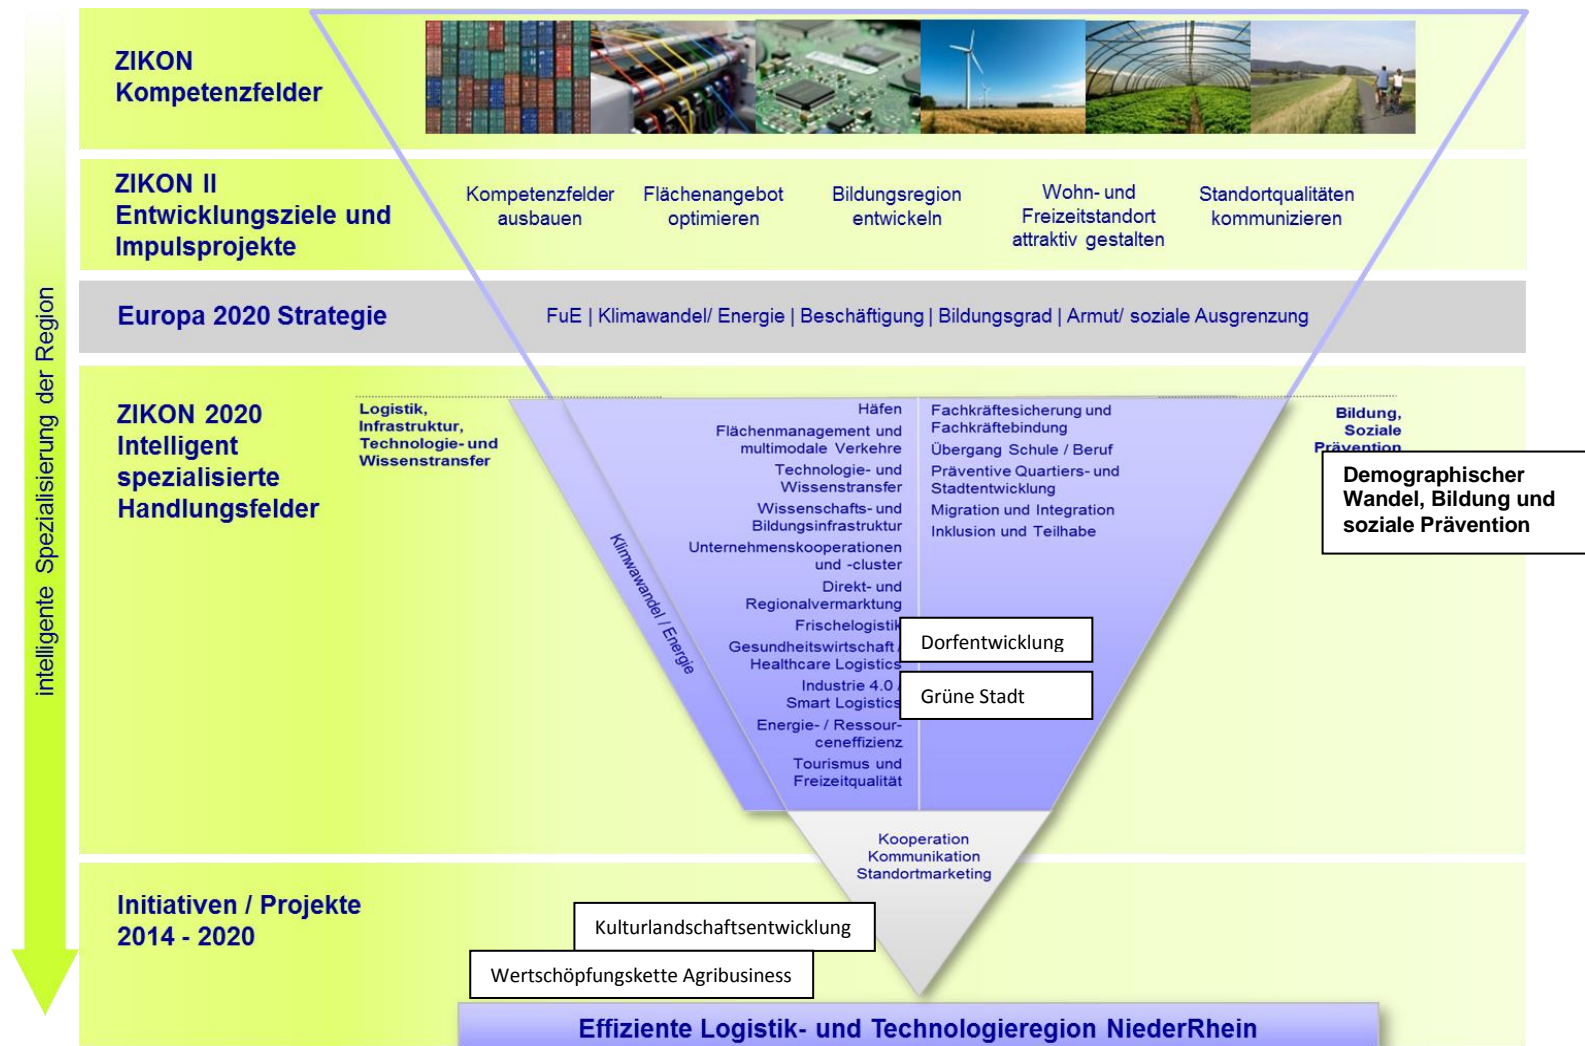 ZIKON
Kompetenzfelder
ZIKON II
Entwicklungsziele und
Impulsprojekte
Kompetenzfelder
ausbauen
Flächenangebot
optimieren
Bildungsregion
entwickeln
Wohn- und
Freizeitstandort
attraktiv gestalten
Standortqualitäten
kommunizieren
intelligente Spezialisierung der Region
Europa 2020 Strategie
FuE | Klimawandel/ Energie | Beschäftigung | Bildungsgrad | Armut/ soziale Ausgrenzung
ZIKON 2020
Intelligent
spezialisierte
Handlungsfelder
Logistik,
Infrastruktur,
Technologie- und
Wissenstransfer
Klimwawandel / Energie
Häfen
Flächenmanagement und
multimodale Verkehre
Technologie- und
Wissenstransfer
Wissenschafts- und
Bildungsinfrastruktur
Unternehmenskooperationen
und -cluster
Direkt- und
Regionalvermarktung
Frischelogistik
Gesundheitswirtschaft /
Healthcare Logistics
Industrie 4.0 /
Smart Logistics
Energie- / Ressour-
ceneffizienz
Tourismus und
Freizeitqualität
Fachkräftesicherung und
Fachkräftebindung
Übergang Schule / Beruf
Präventive Quartiers- und
Stadtentwicklung
Migration und Integration
Inklusion und Teilhabe
Dorfentwicklung
Grüne Stadt
Bildung,
Soziale
Prävention
Demographischer
Wandel, Bildung und
soziale Prävention
Kooperation
Kommunikation
Standortmarketing
Initiativen / Projekte
2014 - 2020
Kulturlandschaftsentwicklung
Wertschöpfungskette Agribusiness
Effiziente Logistik- und Technologieregion NiederRhein